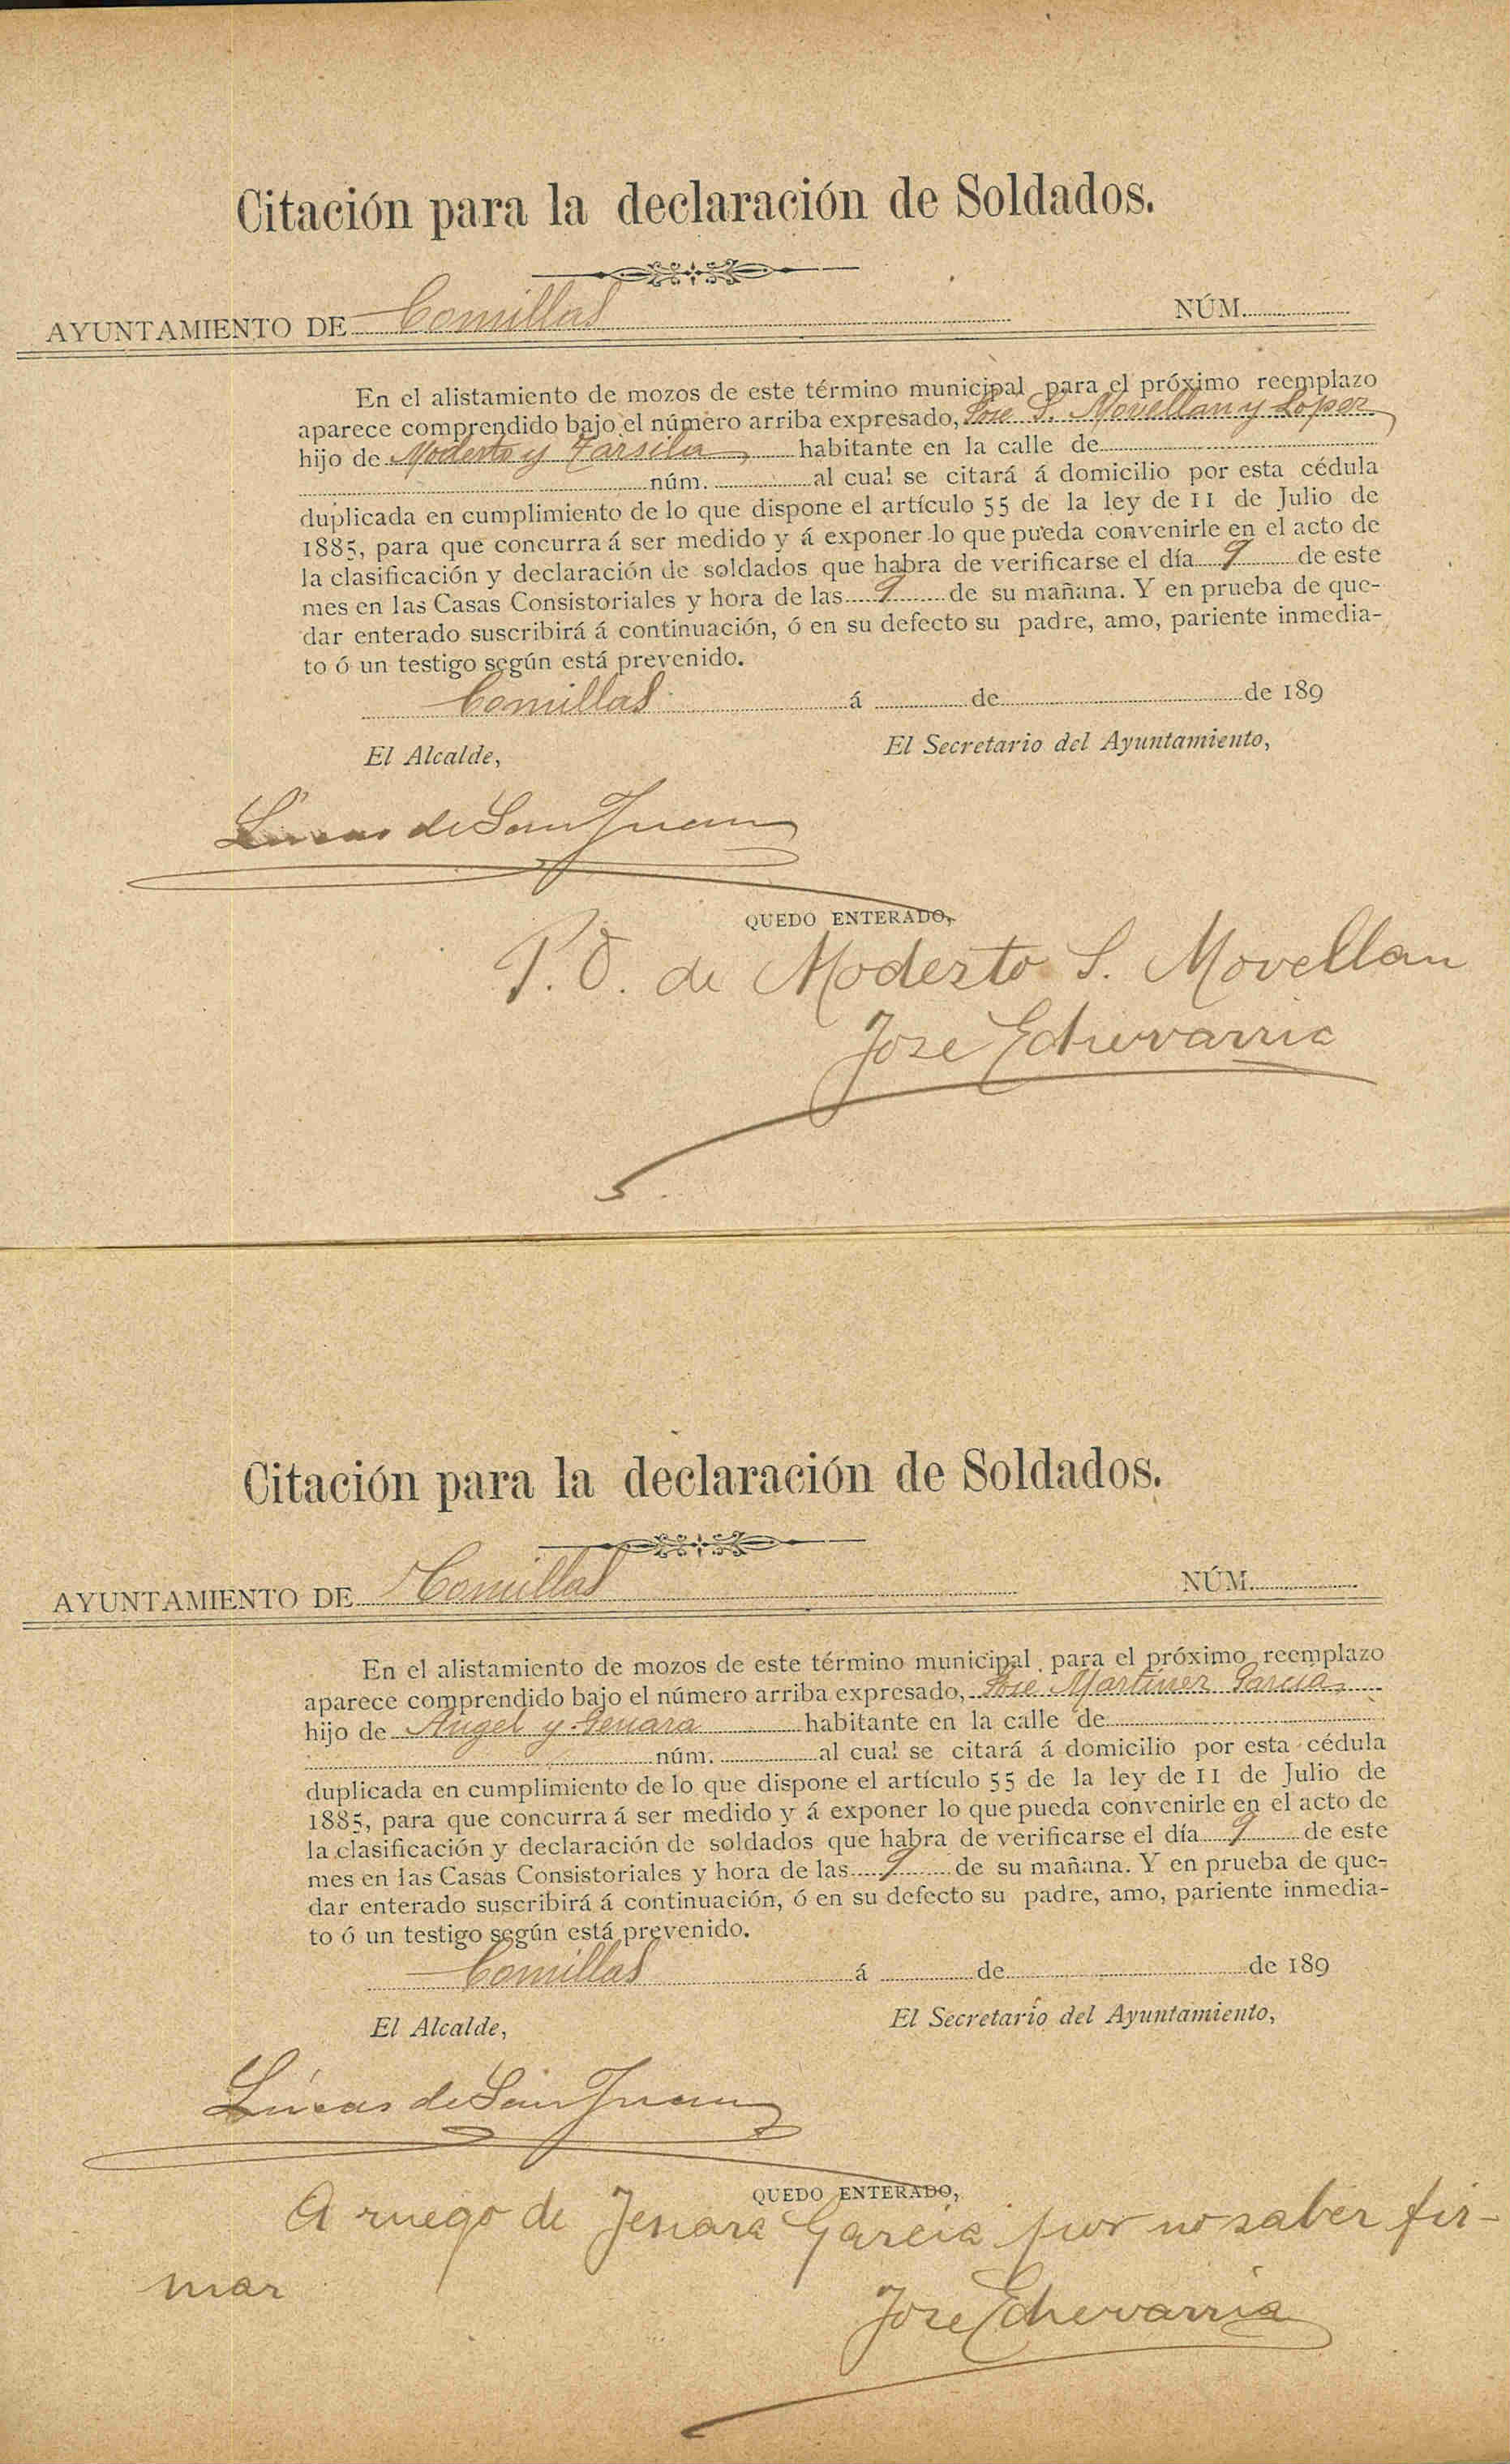 Citación para la declaración de Soldados.
AYUNTAMIENTO DE Comillas NÚM.
En el alistamiento de mozos de este término municipal para el próximo reemplazo
aparece comprendido bajo el número arriba expresado, Jose S. Movellan y Lopez
hijo de Modesto y Tarsila, habitante en la calle de
núm. al cual se citará á domicilio por esta cédula
duplicada en cumplimiento de lo que dispone el artículo 55 de la ley de 11 de Julio de
1885, para que concurra á ser medido y á exponer lo que pueda convenirle en el acto de
la clasificación y declaración de soldados que habra de verificarse el día 9 de este
mes en las Casas Consistoriales y hora de las 9 de su mañana. Y en prueba de que-
dar enterado suscribirá á continuación, ó en su defecto su padre, amo, pariente inmedia-
to ó un testigo según está prevenido.
Comillas á de de 189
El Alcalde, El Secretario del Ayuntamiento,
Lucas de San Juan
QUEDO ENTERADO,
P. O. de Modesto S. Movellan
Jose Echevarria
Citación para la declaración de Soldados.
AYUNTAMIENTO DE Comillas NÚM.
En el alistamiento de mozos de este término municipal para el próximo reemplazo
aparece comprendido bajo el número arriba expresado, Jose Martinez Garcia,
hijo de Angel y Genara habitante en la calle de
núm. al cual se citará á domicilio por esta cédula
duplicada en cumplimiento de lo que dispone el artículo 55 de la ley de 11 de Julio de
1885, para que concurra á ser medido y á exponer lo que pueda convenirle en el acto de
la clasificación y declaración de soldados que habra de verificarse el día 9 de este
mes en las Casas Consistoriales y hora de las 9 de su mañana. Y en prueba de que-
dar enterado suscribirá á continuación, ó en su defecto su padre, amo, pariente inmedia-
to ó un testigo según está prevenido.
Comillas á de de 189
El Alcalde, El Secretario del Ayuntamiento,
Lúcas de San Juan
QUEDO ENTERADO,
A ruego de Jenara Garcia por no saber fir-
mar
Jose Echevarria